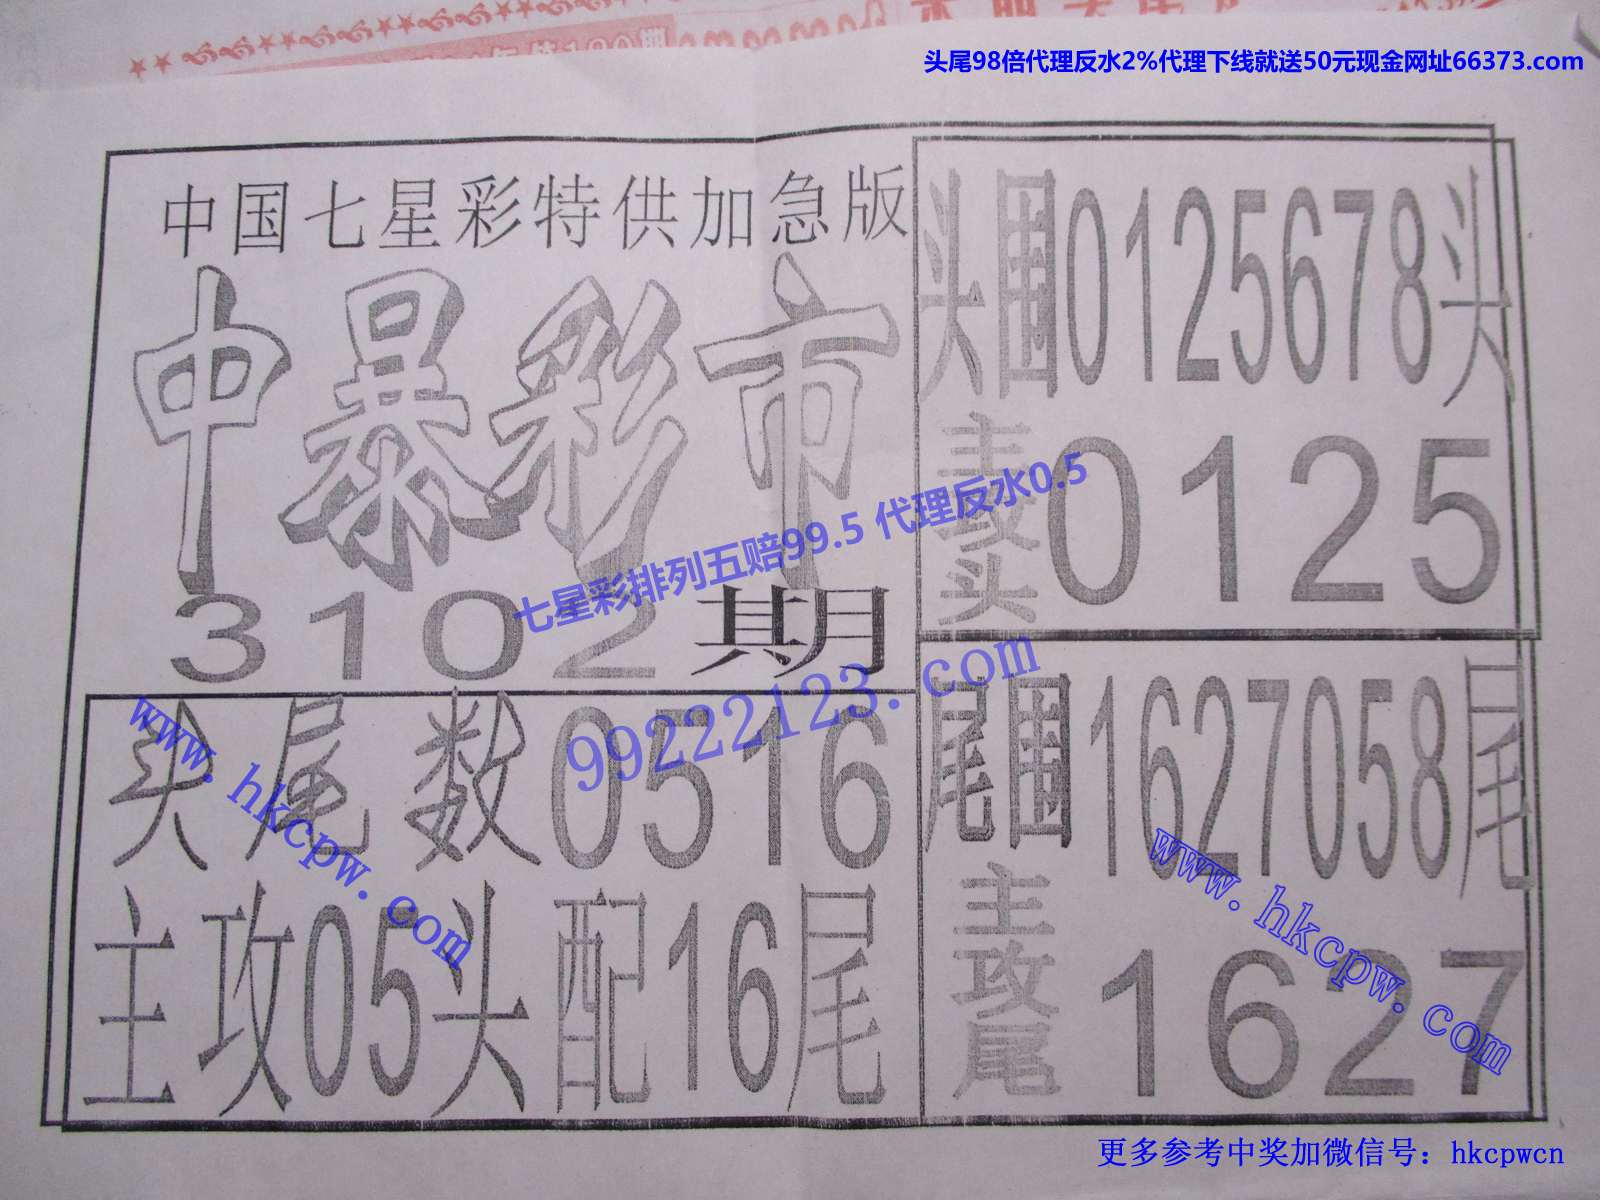 头尾98倍代理反水2%代理下线就送50元现金网址66373.com
中国七星彩特供加急版
中暴彩市
3102期
七星彩排列五赔99.5 代理反水0.5
99222123.com
头尾数0516
主攻05头配16尾
www.hkcpw.com
头围0125678头
主攻头0125
尾围1627058尾
主攻尾1627
www.hkcpw.com
更多参考中奖加微信号：hkcpwcn